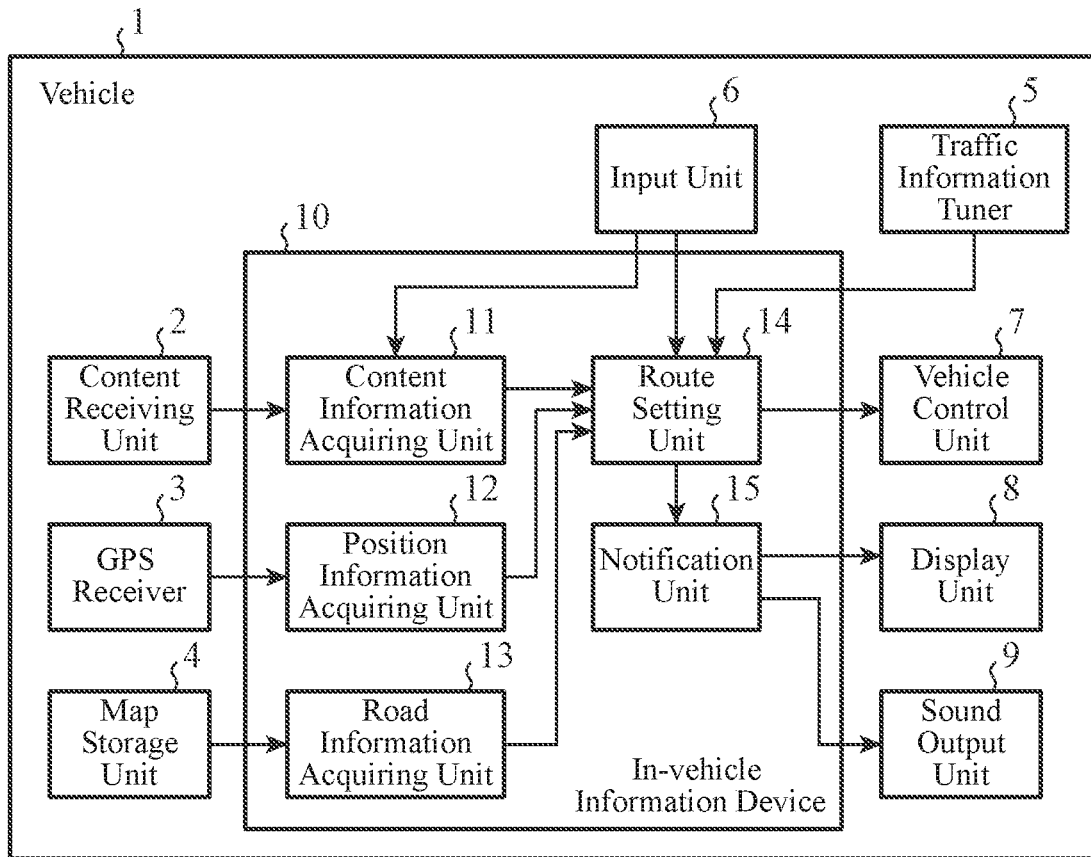 1
Vehicle
6
Input Unit
5
Traffic
Information
Tuner
10
2
Content
Receiving
Unit
11
Content
Information
Acquiring Unit
14
Route
Setting
Unit
7
Vehicle
Control
Unit
3
GPS
Receiver
12
Position
Information
Acquiring Unit
15
Notification
Unit
8
Display
Unit
4
Map
Storage
Unit
13
Road
Information
Acquiring Unit
In-vehicle
Information Device
9
Sound
Output
Unit